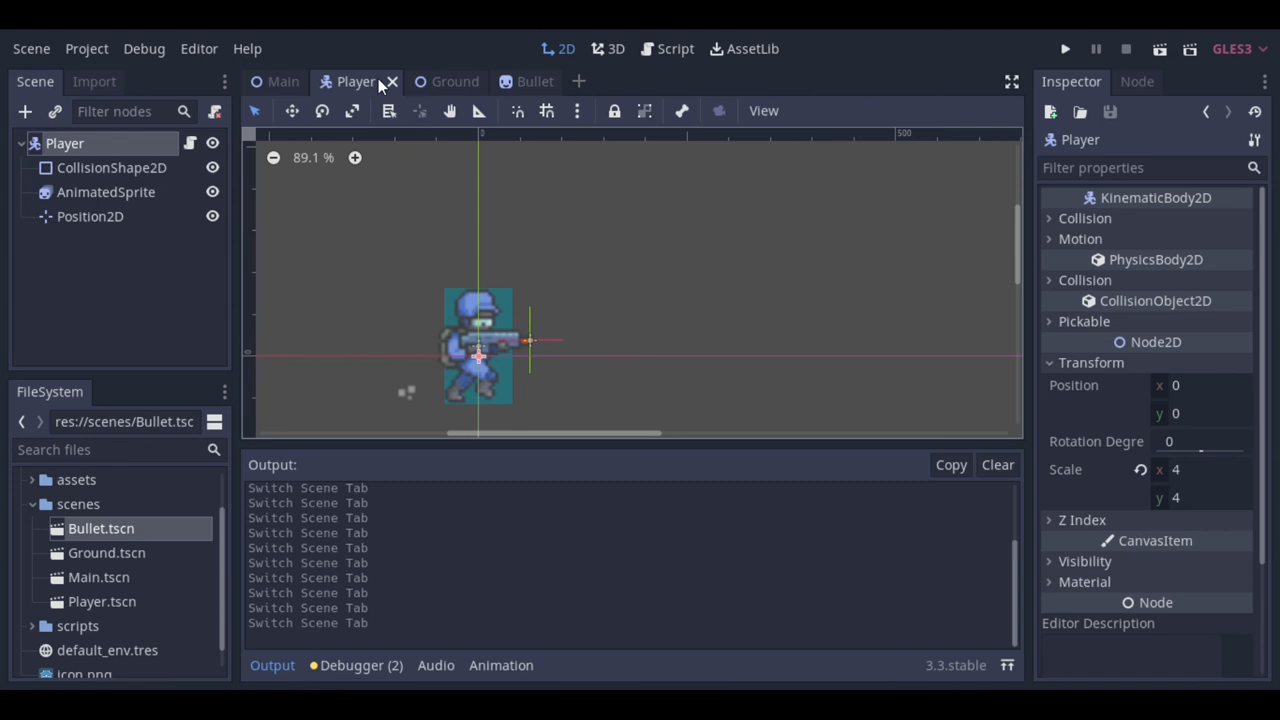 Scene Project Debug Editor Help
2D 3D Script AssetLib
GLES3
Scene Import
Filter nodes
Player
CollisionShape2D
AnimatedSprite
Position2D
FileSystem
res://scenes/Bullet.tsc
Search files
assets
scenes
Bullet.tscn
Ground.tscn
Main.tscn
Player.tscn
scripts
default_env.tres
icon.png
Main Player Ground Bullet
View
0 500
0
89.1 %
Output:
Copy Clear
Switch Scene Tab
Switch Scene Tab
Switch Scene Tab
Switch Scene Tab
Switch Scene Tab
Switch Scene Tab
Switch Scene Tab
Switch Scene Tab
Switch Scene Tab
Switch Scene Tab
Output Debugger (2) Audio Animation
3.3.stable
Inspector Node
Player
Filter properties
KinematicBody2D
Collision
Motion
PhysicsBody2D
Collision
CollisionObject2D
Pickable
Node2D
Transform
Position x 0
y 0
Rotation Degre 0
Scale x 4
y 4
Z Index
CanvasItem
Visibility
Material
Node
Editor Description